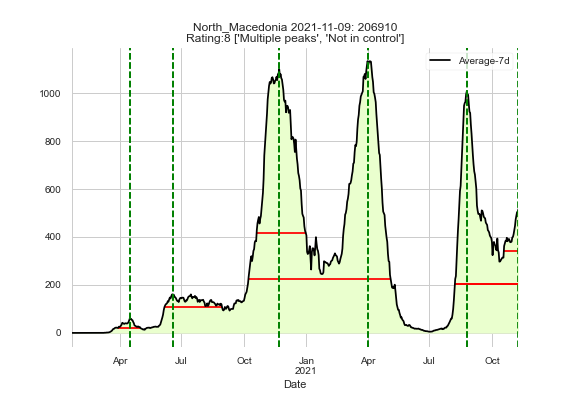 North_Macedonia 2021-11-09: 206910
Rating:8 ['Multiple peaks', 'Not in control']
Average-7d
1000
800
600
400
200
0
Apr
Jul
Oct
Jan
2021
Apr
Jul
Oct
Date